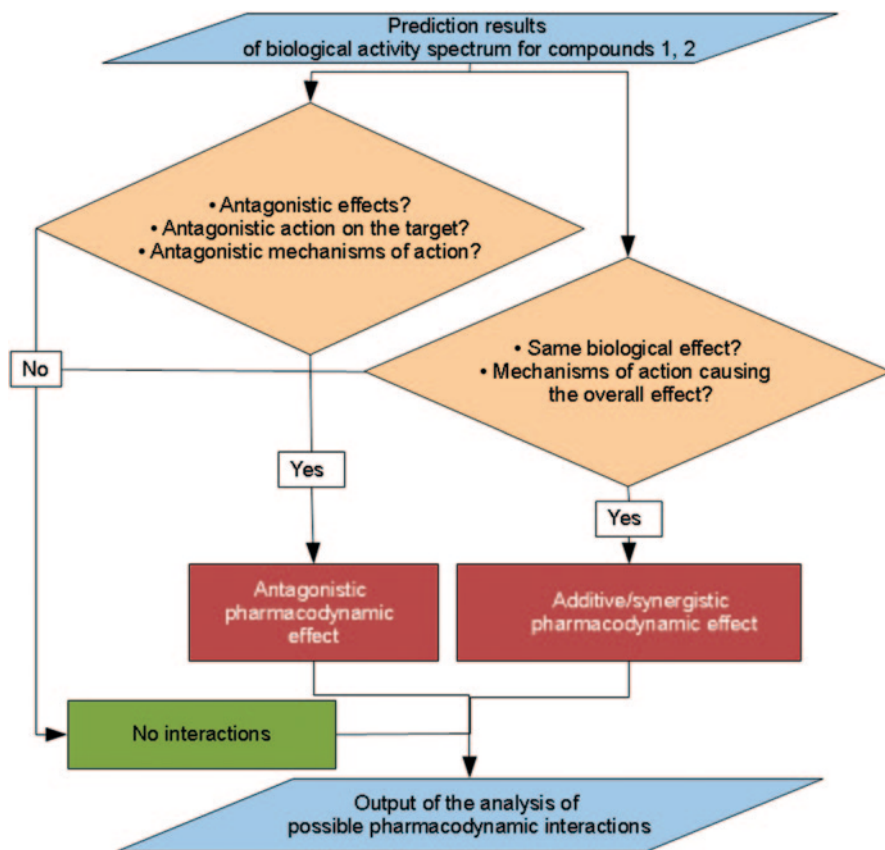 Prediction results
of biological activity spectrum for compounds 1, 2
• Antagonistic effects?
• Antagonistic action on the target?
• Antagonistic mechanisms of action?
• Same biological effect?
• Mechanisms of action causing
the overall effect?
No
Yes
Yes
Antagonistic
pharmacodynamic
effect
Additive/synergistic
pharmacodynamic effect
No interactions
Output of the analysis of
possible pharmacodynamic interactions